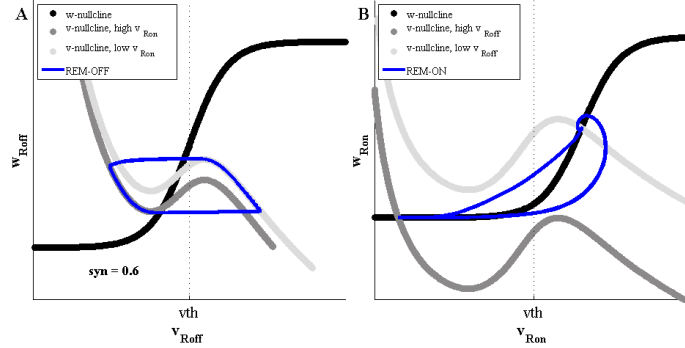 A
w-nullcline
v-nullcline, high v Ron
v-nullcline, low v Ron
REM-OFF
w Roff
syn = 0.6
vth
v Roff
B
w-nullcline
v-nullcline, high v Roff
v-nullcline, low v Roff
REM-ON
w Ron
vth
v Ron